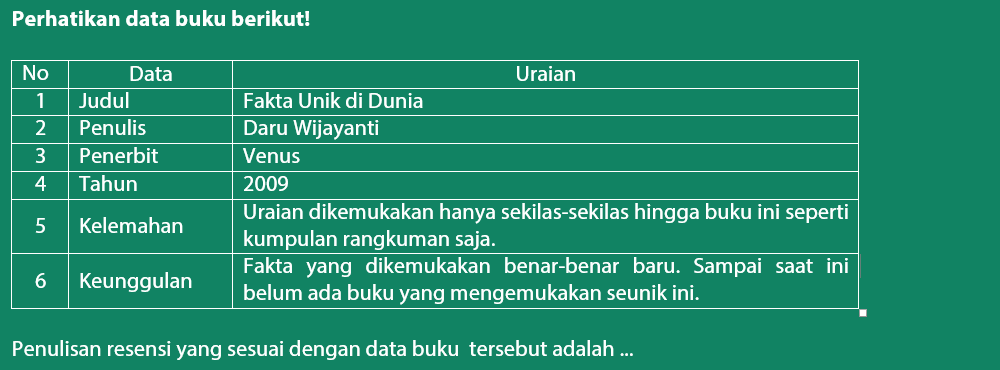 Perhatikan data buku berikut!
No Data Uraian
1 Judul Fakta Unik di Dunia
2 Penulis Daru Wijayanti
3 Penerbit Venus
4 Tahun 2009
5 Kelemahan Uraian dikemukakan hanya sekilas-sekilas hingga buku ini seperti
kumpulan rangkuman saja.
6 Keunggulan Fakta yang dikemukakan benar-benar baru. Sampai saat ini
belum ada buku yang mengemukakan seunik ini.
Penulisan resensi yang sesuai dengan data buku tersebut adalah ...